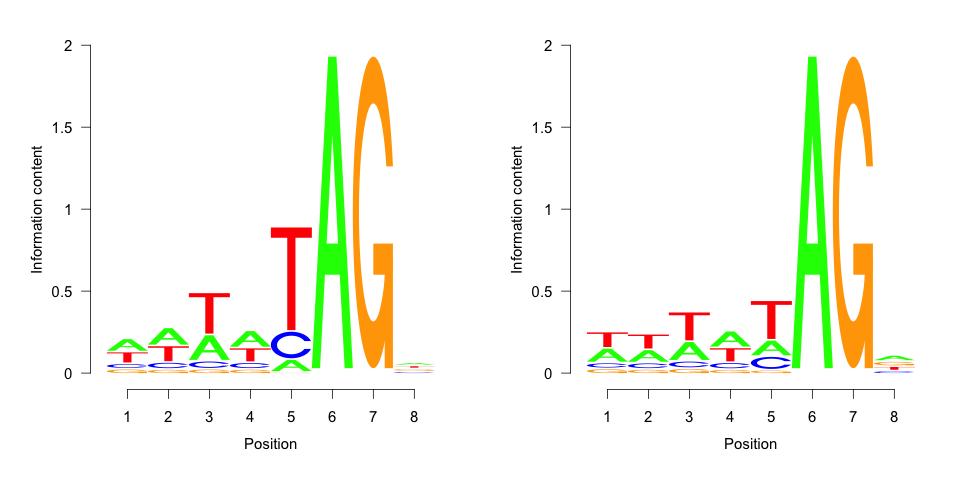 2
1.5
1
0.5
0
Information content
A A T A T A G
T T A T C
C C C C A
G G G G
1 2 3 4 5 6 7 8
Position
2
1.5
1
0.5
0
Information content
T T T A T A G A
A A A T A G
C C C C C T
G G G G G C
1 2 3 4 5 6 7 8
Position